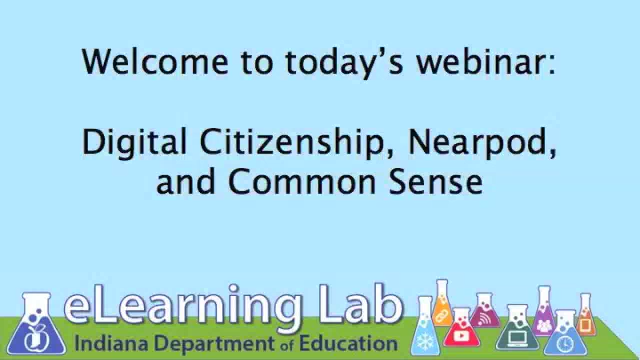 Welcome to today’s webinar:
Digital Citizenship, Nearpod,
and Common Sense
eLearning Lab
Indiana Department of Education